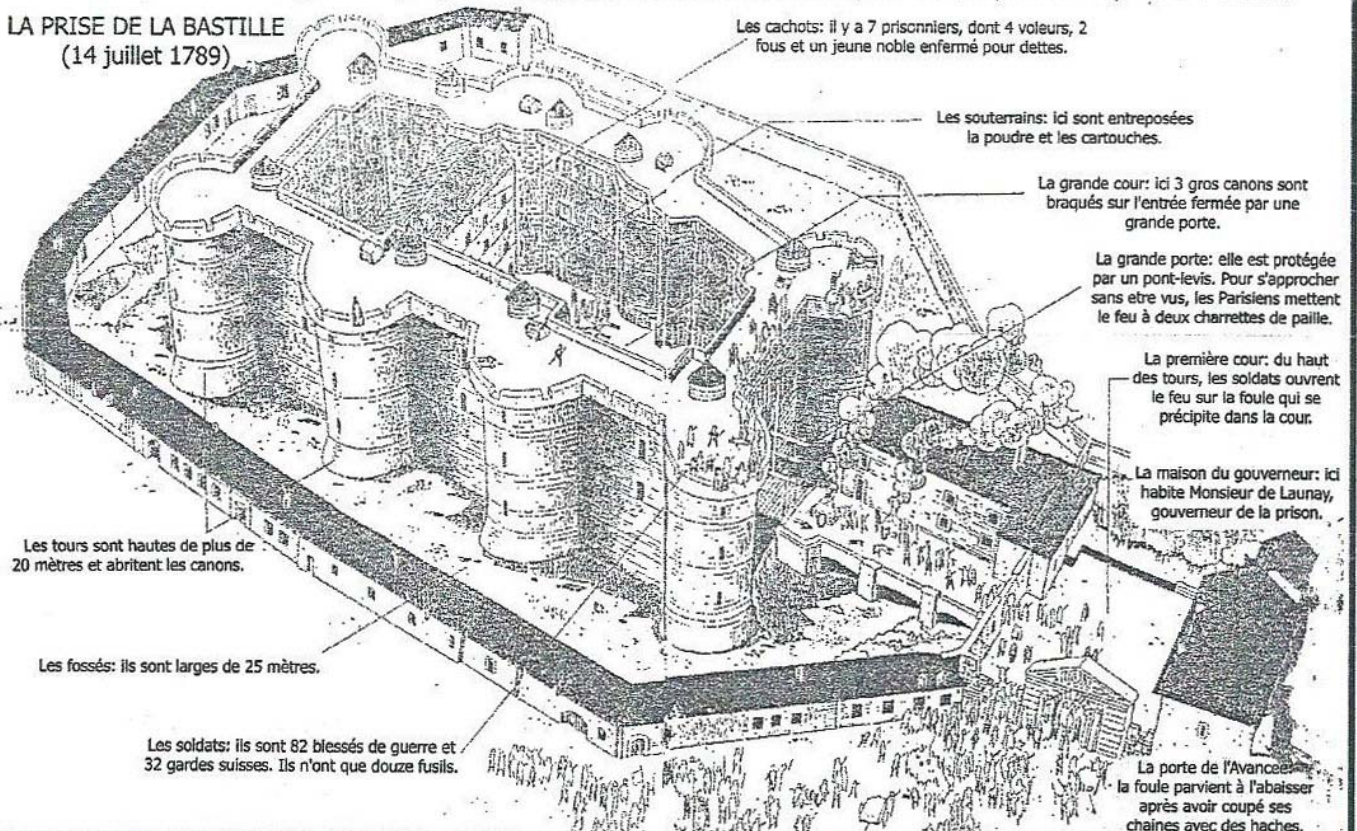 LA PRISE DE LA BASTILLE
(14 juillet 1789)
Les cachots: il y a 7 prisonniers, dont 4 voleurs, 2
fous et un jeune noble enfermé pour dettes.
Les souterrains: ici sont entreposées
la poudre et les cartouches.
La grande cour: ici 3 gros canons sont
braqués sur l'entrée fermée par une
grande porte.
La grande porte: elle est protégée
par un pont-levis. Pour s'approcher
sans etre vus, les Parisiens mettent
le feu à deux charrettes de paille.
La première cour: du haut
des tours, les soldats ouvrent
le feu sur la foule qui se
précipite dans la cour.
La maison du gouverneur: ici
habite Monsieur de Launay,
gouverneur de la prison.
Les tours sont hautes de plus de
20 mètres et abritent les canons.
Les fossés: ils sont larges de 25 mètres.
Les soldats: ils sont 82 blessés de guerre et
32 gardes suisses. Ils n'ont que douze fusils.
La porte de l'Avancée:
la foule parvient à l'abaisser
après avoir coupé ses
chaines avec des haches.